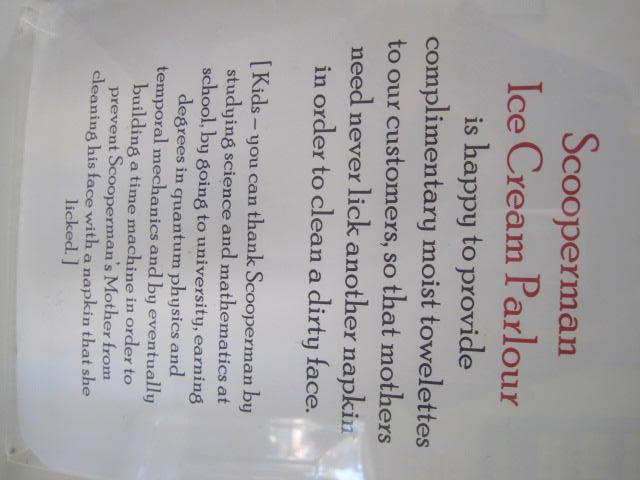 Scooperman
Ice Cream Parlour
is happy to provide
complimentary moist towelettes
to our customers, so that mothers
need never lick another napkin
in order to clean a dirty face.
[ Kids – you can thank Scooperman by
studying science and mathematics at
school, by going to university, earning
degrees in quantum physics and
temporal mechanics and by eventually
building a time machine in order to
prevent Scooperman's Mother from
cleaning his face with a napkin that she
licked. ]